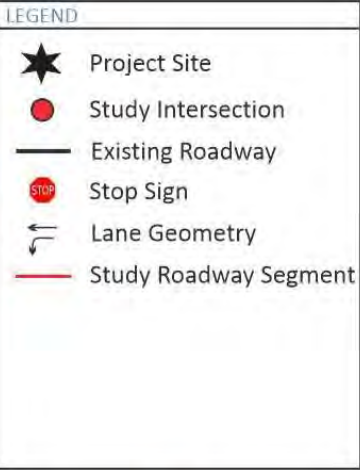 LEGEND
Project Site
Study Intersection
Existing Roadway
STOP Stop Sign
Lane Geometry
Study Roadway Segment